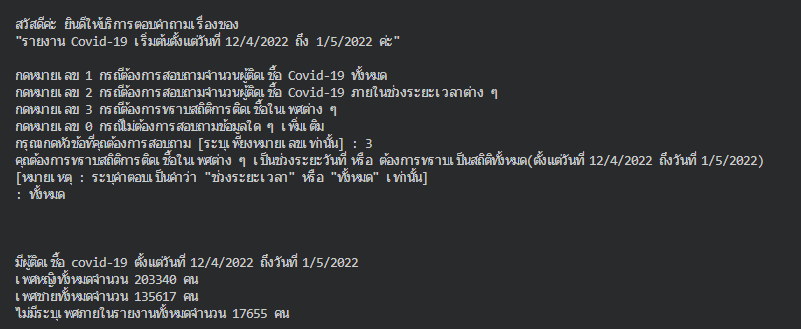 สวัสดีค่ะ ยินดีให้บริการตอบคำถามเรื่องของ
"รายงาน Covid-19 เริ่มต้นตั้งแต่วันที่ 12/4/2022 ถึง 1/5/2022 ค่ะ"
กดหมายเลข 1 กรณีต้องการสอบถามจำนวนผู้ติดเชื้อ Covid-19 ทั้งหมด
กดหมายเลข 2 กรณีต้องการสอบถามจำนวนผู้ติดเชื้อ Covid-19 ภายในช่วงระยะเวลาต่าง ๆ
กดหมายเลข 3 กรณีต้องการทราบสถิติการติดเชื้อในเพศต่าง ๆ
กดหมายเลข 0 กรณีไม่ต้องการสอบถามข้อมูลใด ๆ เพิ่มเติม
กรุณากดหัวข้อที่คุณต้องการสอบถาม [ระบุเพียงหมายเลขเท่านั้น] : 3
คุณต้องการทราบสถิติการติดเชื้อในเพศต่าง ๆ เป็นช่วงระยะวันที่ หรือ ต้องการทราบเป็นสถิติทั้งหมด(ตั้งแต่วันที่ 12/4/2022 ถึงวันที่ 1/5/2022)
[หมายเหตุ : ระบุคำตอบเป็นคำว่า "ช่วงระยะเวลา" หรือ "ทั้งหมด" เท่านั้น]
: ทั้งหมด
มีผู้ติดเชื้อ covid-19 ตั้งแต่วันที่ 12/4/2022 ถึงวันที่ 1/5/2022
เพศหญิงทั้งหมดจำนวน 203340 คน
เพศชายทั้งหมดจำนวน 135617 คน
ไม่มีระบุเพศภายในรายงานทั้งหมดจำนวน 17655 คน